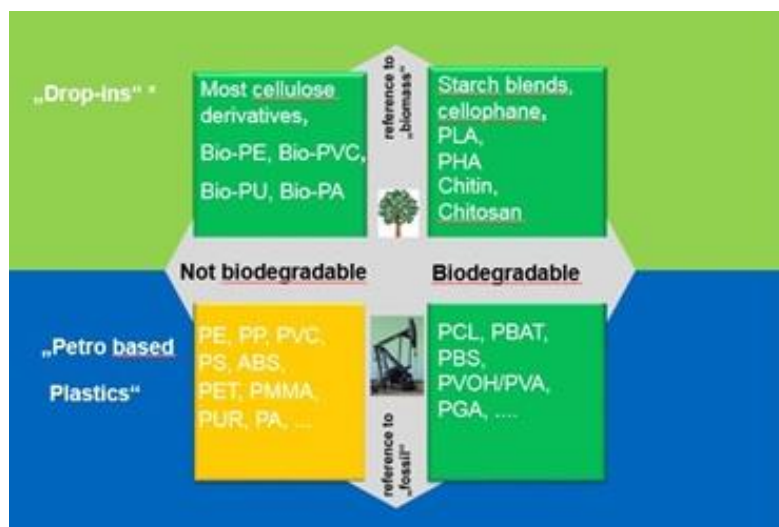 „Drop-ins“ *
Most cellulose
derivatives,
Bio-PE, Bio-PVC,
Bio-PU, Bio-PA
reference to
„biomass“
Starch blends,
cellophane,
PLA,
PHA
Chitin,
Chitosan
Not biodegradable
Biodegradable
„Petro based
Plastics“
PE, PP, PVC,
PS, ABS,
PET, PMMA,
PUR, PA, ...
reference to
„fossil“
PCL, PBAT,
PBS,
PVOH/PVA,
PGA, ....